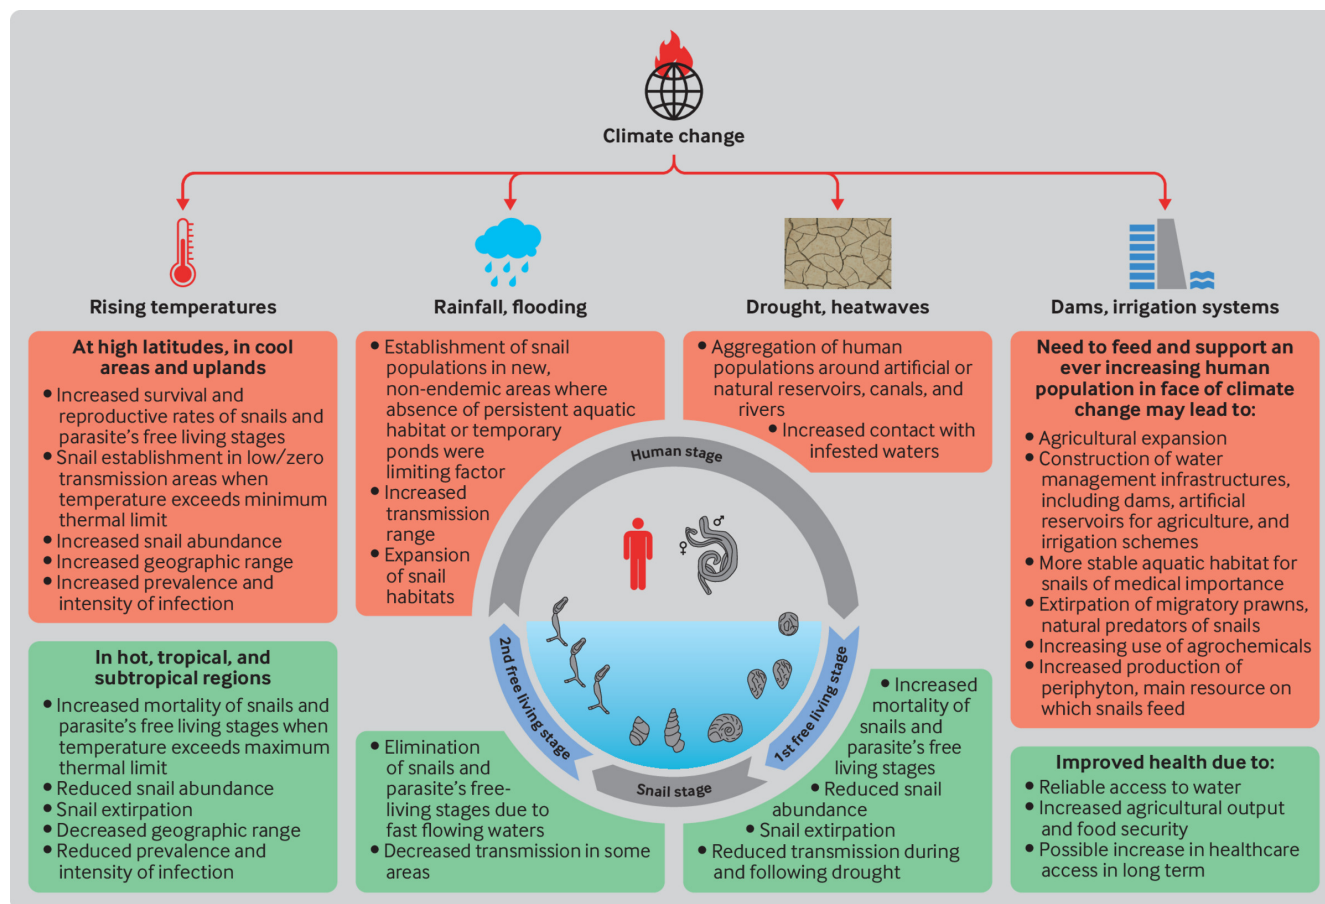 Climate change
Rising temperatures
At high latitudes, in cool
areas and uplands
• Increased survival and
reproductive rates of snails and
parasite's free living stages
• Snail establishment in low/zero
transmission areas when
temperature exceeds minimum
thermal limit
• Increased snail abundance
• Increased geographic range
• Increased prevalence and
intensity of infection
In hot, tropical, and
subtropical regions
• Increased mortality of snails and
parasite's free living stages when
temperature exceeds maximum
thermal limit
• Reduced snail abundance
• Snail extirpation
• Decreased geographic range
• Reduced prevalence and
intensity of infection
Rainfall, flooding
• Establishment of snail
populations in new,
non-endemic areas where
absence of persistent aquatic
habitat or temporary
ponds were
limiting factor
• Increased
transmission
range
• Expansion
of snail
habitats
• Elimination
of snails and
parasite's free-
living stages due to
fast flowing waters
• Decreased transmission in some
areas
Drought, heatwaves
• Aggregation of human
populations around artificial or
natural reservoirs, canals, and
rivers
• Increased contact with
infested waters
• Increased
mortality of
snails and
parasite's free
living stages
• Reduced snail
abundance
• Snail extirpation
• Reduced transmission during
and following drought
Human stage
♂
♀
1st free living stage
Snail stage
2nd free living stage
Dams, irrigation systems
Need to feed and support an
ever increasing human
population in face of climate
change may lead to:
• Agricultural expansion
• Construction of water
management infrastructures,
including dams, artificial
reservoirs for agriculture, and
irrigation schemes
• More stable aquatic habitat for
snails of medical importance
• Extirpation of migratory prawns,
natural predators of snails
• Increasing use of agrochemicals
• Increased production of
periphyton, main resource on
which snails feed
Improved health due to:
• Reliable access to water
• Increased agricultural output
and food security
• Possible increase in healthcare
access in long term